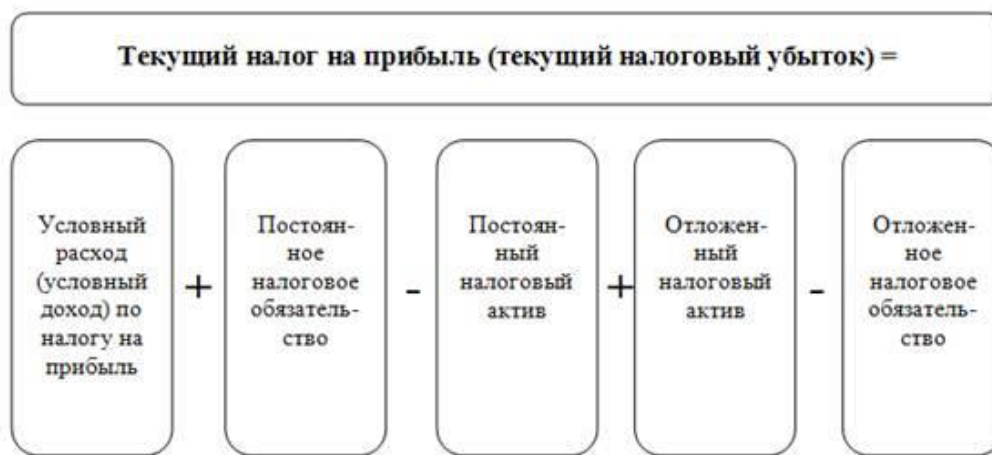 Текущий налог на прибыль (текущий налоговый убыток) =
Условный
расход
(условный
доход) по
налогу на
прибыль
+
Постоян-
ное
налоговое
обязатель-
ство
-
Постоян-
ный
налоговый
актив
+
Отложен-
ный
налоговый
актив
-
Отложен-
ное
налоговое
обязатель-
ство